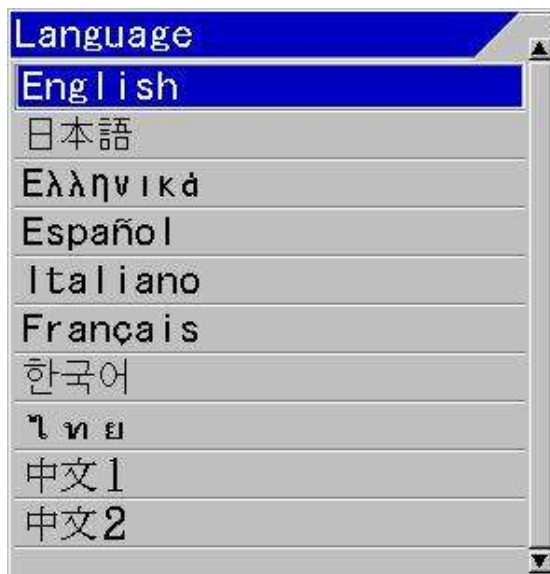 Language
English
日本語
Ελληνικά
Español
Italiano
Français
한국어
ไทย
中文1
中文2